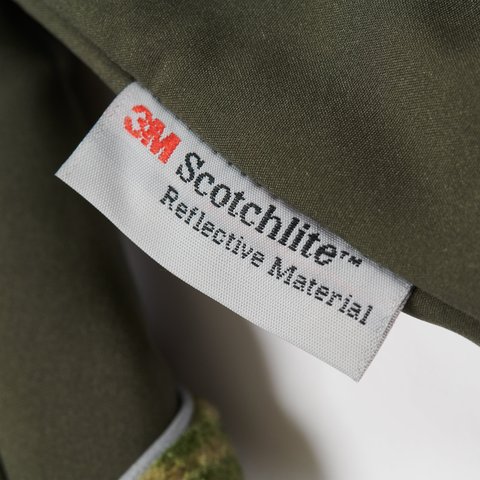 3M Scotchlite™
Reflective Material